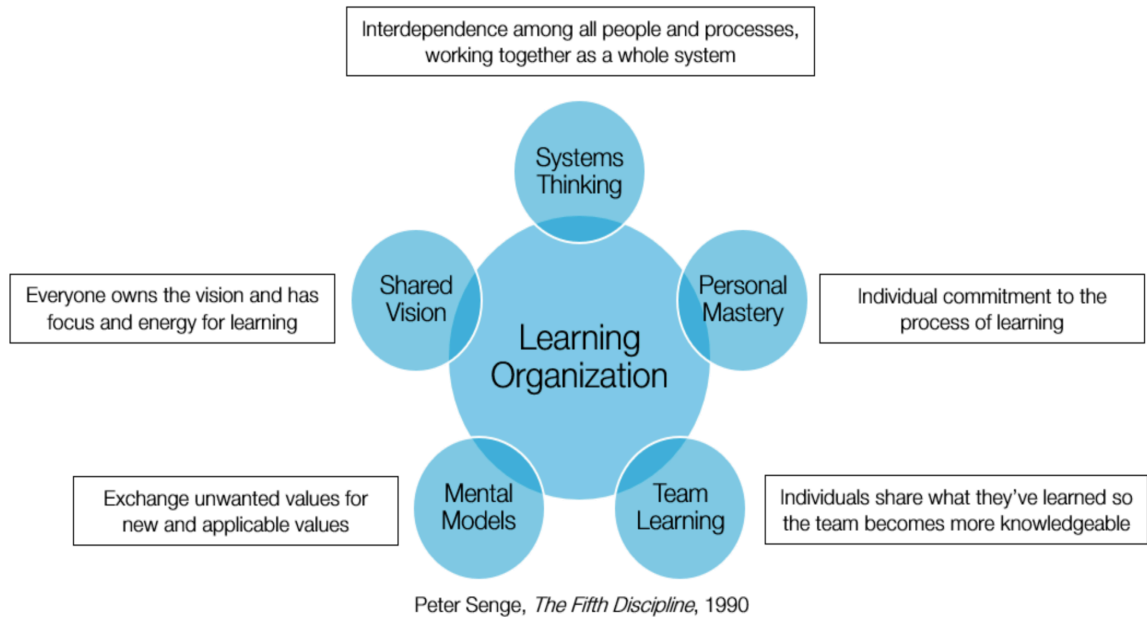 Interdependence among all people and processes,
working together as a whole system
Systems
Thinking
Shared
Vision
Everyone owns the vision and has
focus and energy for learning
Personal
Mastery
Individual commitment to the
process of learning
Learning
Organization
Mental
Models
Exchange unwanted values for
new and applicable values
Team
Learning
Individuals share what they've learned so
the team becomes more knowledgeable
Peter Senge, The Fifth Discipline, 1990